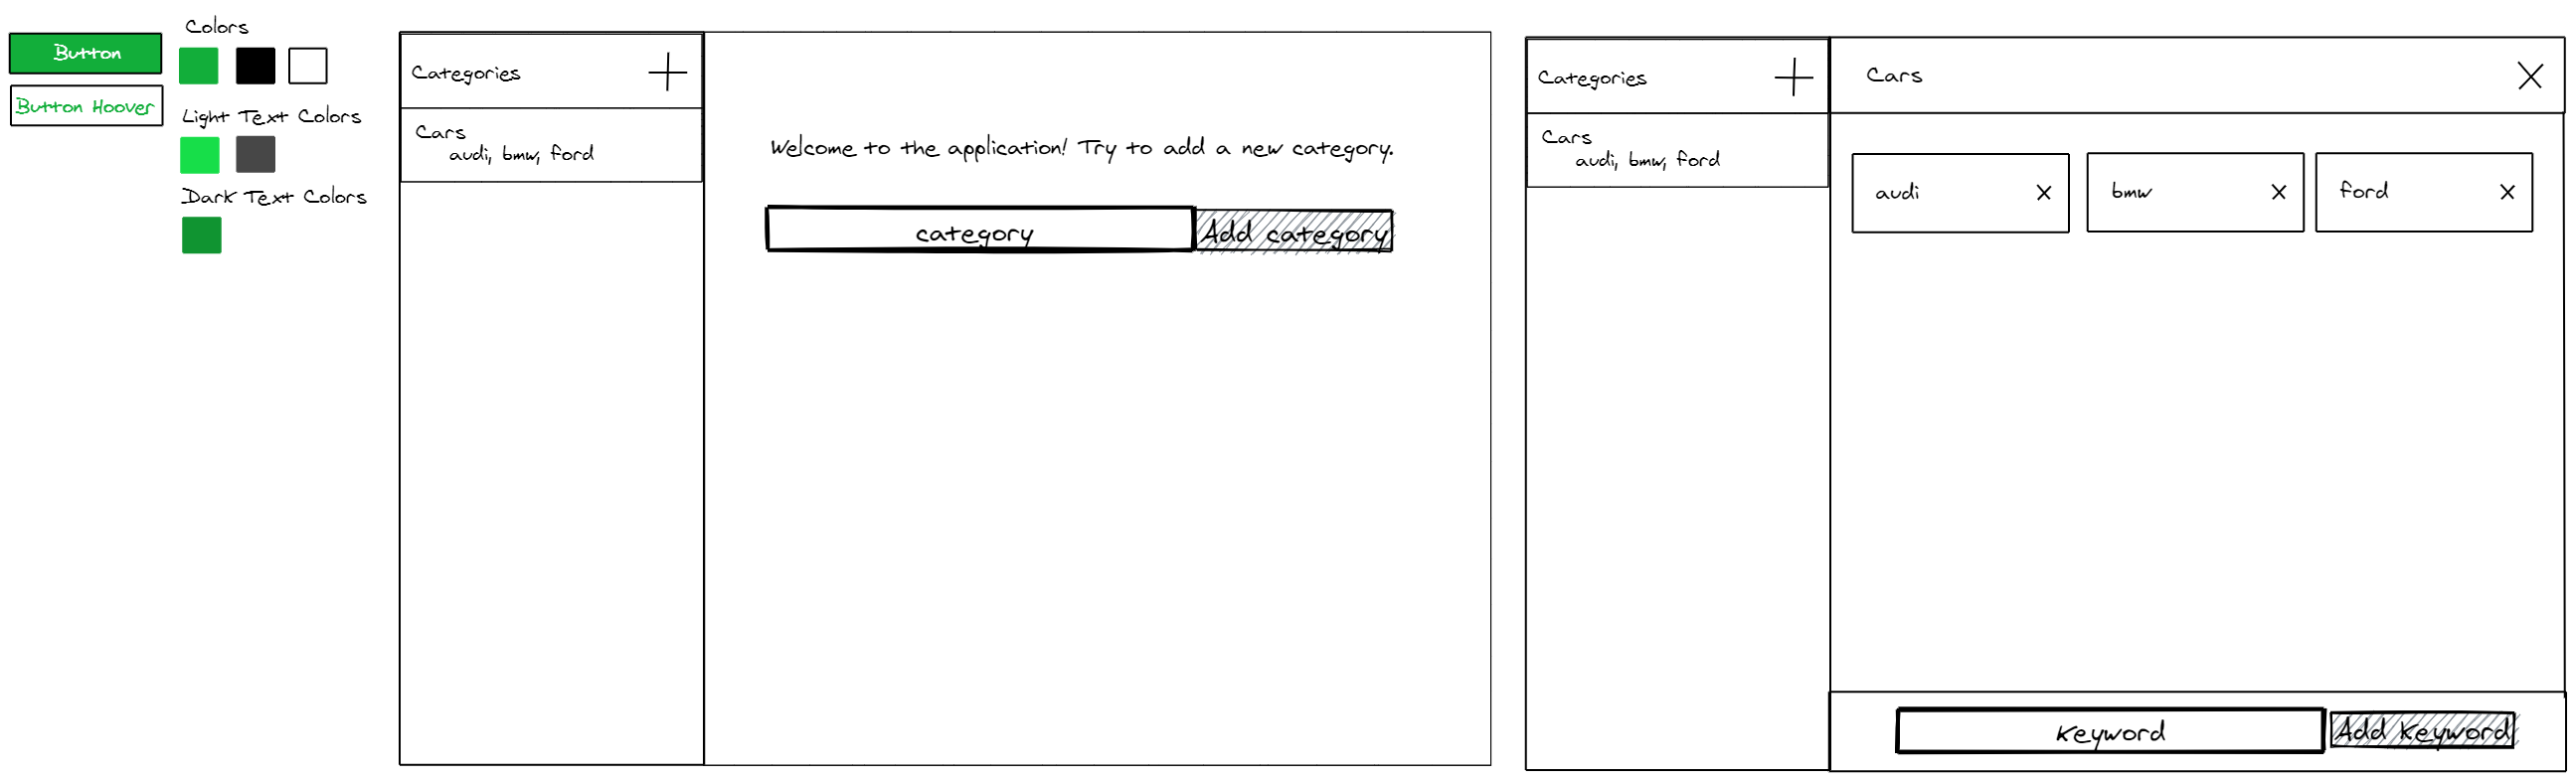 Button
Button Hoover
Colors
Light Text Colors
Dark Text Colors
Categories
Cars
audi, bmw, ford
Welcome to the application! Try to add a new category.
category
Add category
Categories
Cars
audi, bmw, ford
Cars
audi
bmw
ford
Keyword
Add Keyword